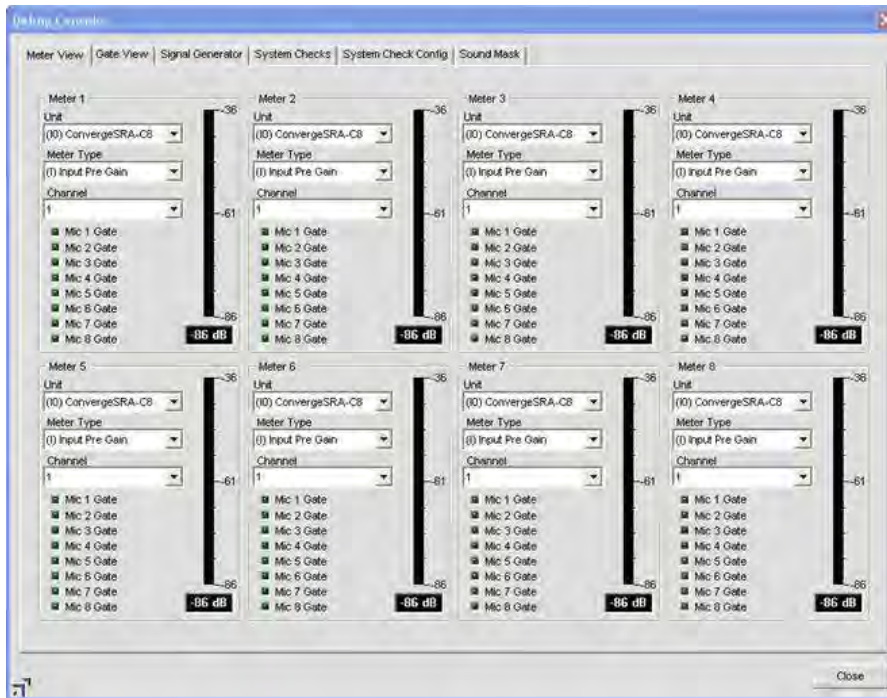 Meter View Gate View Signal Generator System Checks System Check Config Sound Mask
Meter 1
Unit
(I0) ConvergeSRA-C8
Meter Type
(I) Input Pre Gain
Channel
1
Mic 1 Gate
Mic 2 Gate
Mic 3 Gate
Mic 4 Gate
Mic 5 Gate
Mic 6 Gate
Mic 7 Gate
Mic 8 Gate
-36
-61
-86
-86 dB
Meter 2
Unit
(I0) ConvergeSRA-C8
Meter Type
(I) Input Pre Gain
Channel
1
Mic 1 Gate
Mic 2 Gate
Mic 3 Gate
Mic 4 Gate
Mic 5 Gate
Mic 6 Gate
Mic 7 Gate
Mic 8 Gate
-36
-61
-86
-86 dB
Meter 3
Unit
(I0) ConvergeSRA-C8
Meter Type
(I) Input Pre Gain
Channel
1
Mic 1 Gate
Mic 2 Gate
Mic 3 Gate
Mic 4 Gate
Mic 5 Gate
Mic 6 Gate
Mic 7 Gate
Mic 8 Gate
-36
-61
-86
-86 dB
Meter 4
Unit
(I0) ConvergeSRA-C8
Meter Type
(I) Input Pre Gain
Channel
1
Mic 1 Gate
Mic 2 Gate
Mic 3 Gate
Mic 4 Gate
Mic 5 Gate
Mic 6 Gate
Mic 7 Gate
Mic 8 Gate
-36
-61
-86
-86 dB
Meter 5
Unit
(I0) ConvergeSRA-C8
Meter Type
(I) Input Pre Gain
Channel
1
Mic 1 Gate
Mic 2 Gate
Mic 3 Gate
Mic 4 Gate
Mic 5 Gate
Mic 6 Gate
Mic 7 Gate
Mic 8 Gate
-36
-61
-86
-86 dB
Meter 6
Unit
(I0) ConvergeSRA-C8
Meter Type
(I) Input Pre Gain
Channel
1
Mic 1 Gate
Mic 2 Gate
Mic 3 Gate
Mic 4 Gate
Mic 5 Gate
Mic 6 Gate
Mic 7 Gate
Mic 8 Gate
-36
-61
-86
-86 dB
Meter 7
Unit
(I0) ConvergeSRA-C8
Meter Type
(I) Input Pre Gain
Channel
1
Mic 1 Gate
Mic 2 Gate
Mic 3 Gate
Mic 4 Gate
Mic 5 Gate
Mic 6 Gate
Mic 7 Gate
Mic 8 Gate
-36
-61
-86
-86 dB
Meter 8
Unit
(I0) ConvergeSRA-C8
Meter Type
(I) Input Pre Gain
Channel
1
Mic 1 Gate
Mic 2 Gate
Mic 3 Gate
Mic 4 Gate
Mic 5 Gate
Mic 6 Gate
Mic 7 Gate
Mic 8 Gate
-36
-61
-86
-86 dB
Close